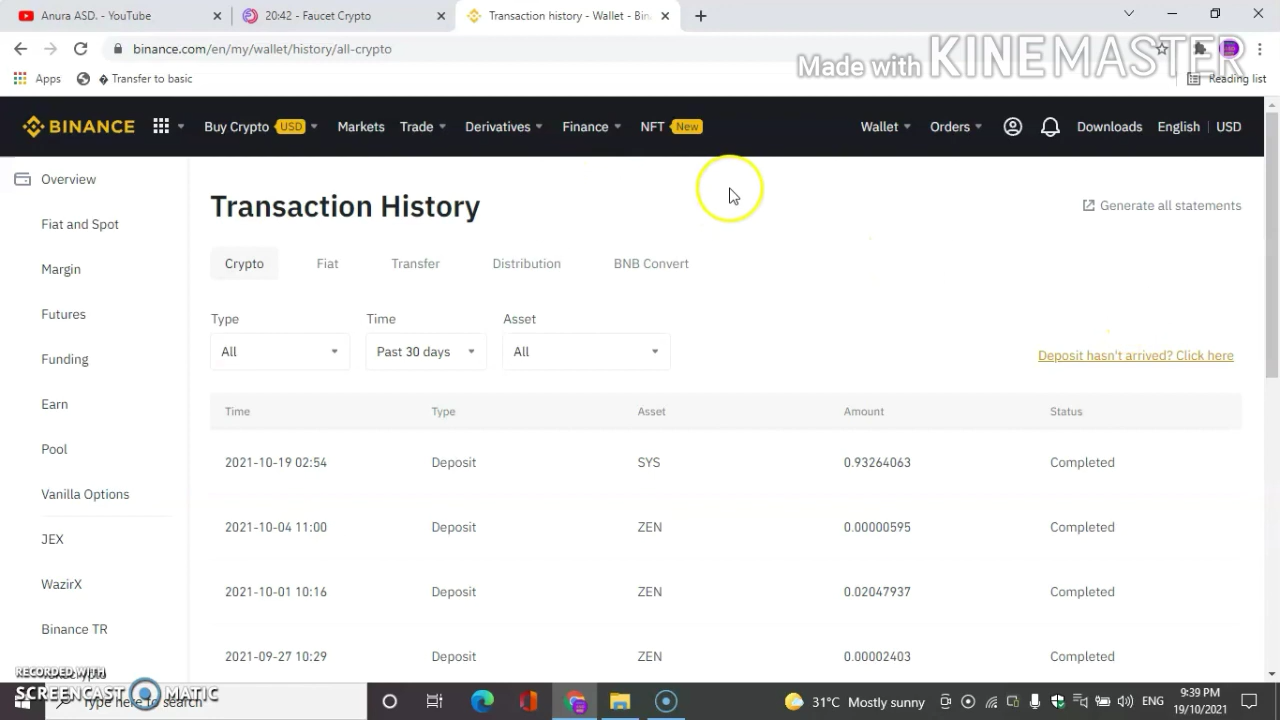 Anura ASD. - YouTube
20:42 - Faucet Crypto
Transaction history - Wallet - Bin
binance.com/en/my/wallet/history/all-crypto
Made with KINEMASTER
Apps
Transfer to basic
Reading list
BINANCE
Buy Crypto USD
Markets
Trade
Derivatives
Finance
NFT New
Wallet
Orders
Downloads
English
USD
Overview
Fiat and Spot
Margin
Futures
Funding
Earn
Pool
Vanilla Options
JEX
WazirX
Binance TR
Transaction History
Generate all statements
Crypto Fiat Transfer Distribution BNB Convert
Type Time Asset
All Past 30 days All
Deposit hasn't arrived? Click here
Time Type Asset Amount Status
2021-10-19 02:54 Deposit SYS 0.93264063 Completed
2021-10-04 11:00 Deposit ZEN 0.00000595 Completed
2021-10-01 10:16 Deposit ZEN 0.02047937 Completed
2021-09-27 10:29 Deposit ZEN 0.00002403 Completed
RECORDED WITH
SCREENCAST MATIC
Type here to search
31°C Mostly sunny
ENG
9:39 PM
19/10/2021